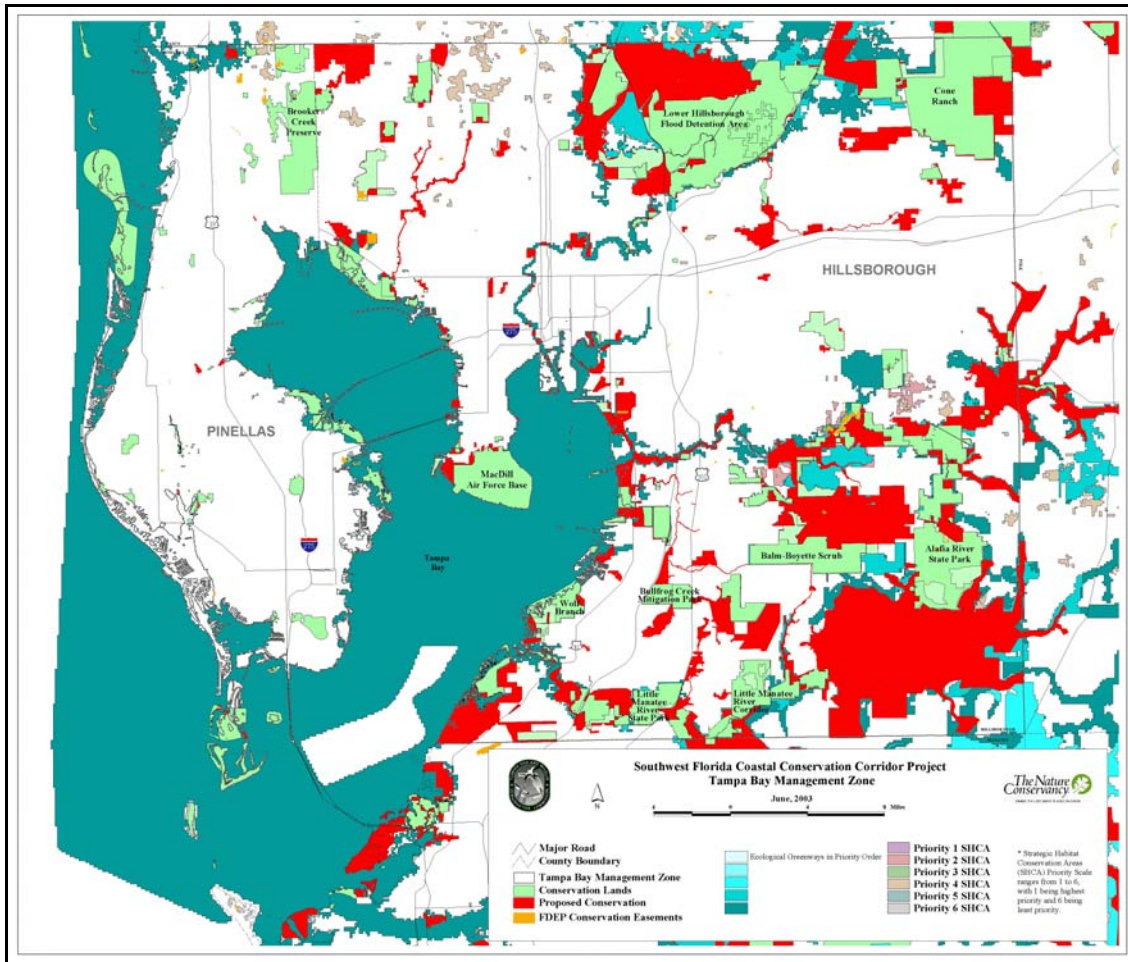 Brooker
Creek
Preserve
Lower Hillsborough
Flood Detention Area
Cone
Ranch
HILLSBOROUGH
PINELLAS
MacDill
Air Force Base
Tampa
Bay
Balm-Boyette Scrub
Alafia River
State Park
Wolf
Branch
Bullfrog Creek
Mitigation Park
Little
Manatee
River
State Park
Little Manatee
River
Corridor
Southwest Florida Coastal Conservation Corridor Project
Tampa Bay Management Zone
June, 2003
4 0 4 8 Miles
N
The Nature
Conservancy
Major Road
County Boundary
Tampa Bay Management Zone
Conservation Lands
Proposed Conservation
FDEP Conservation Easements
Ecological Greenways in Priority Order
Priority 1 SHCA
Priority 2 SHCA
Priority 3 SHCA
Priority 4 SHCA
Priority 5 SHCA
Priority 6 SHCA
* Strategic Habitat
Conservation Areas
(SHCA) Priority Scale
ranges from 1 to 6,
with 1 being highest
priority and 6 being
least priority.